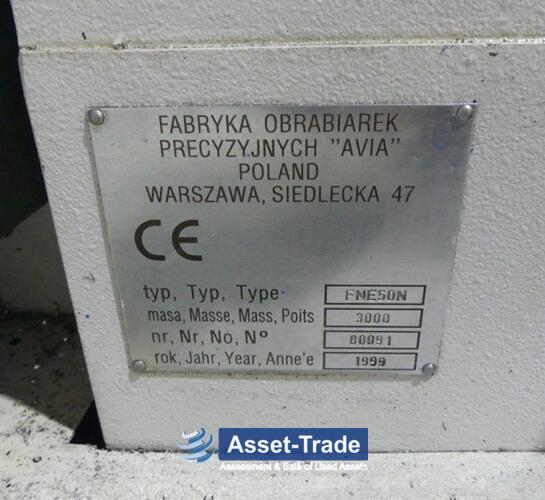 FABRYKA OBRABIAREK
PRECYZYJNYCH "AVIA"
POLAND
WARSZAWA, SIEDLECKA 47
CE
typ, Typ, Type FNE50N
masa, Masse, Mass, Poits 3000
nr, Nr, No, Nº 80091
rok, Jahr, Year, Anne'e 1999
Asset-Trade
Assessment & Sale of Used Assets